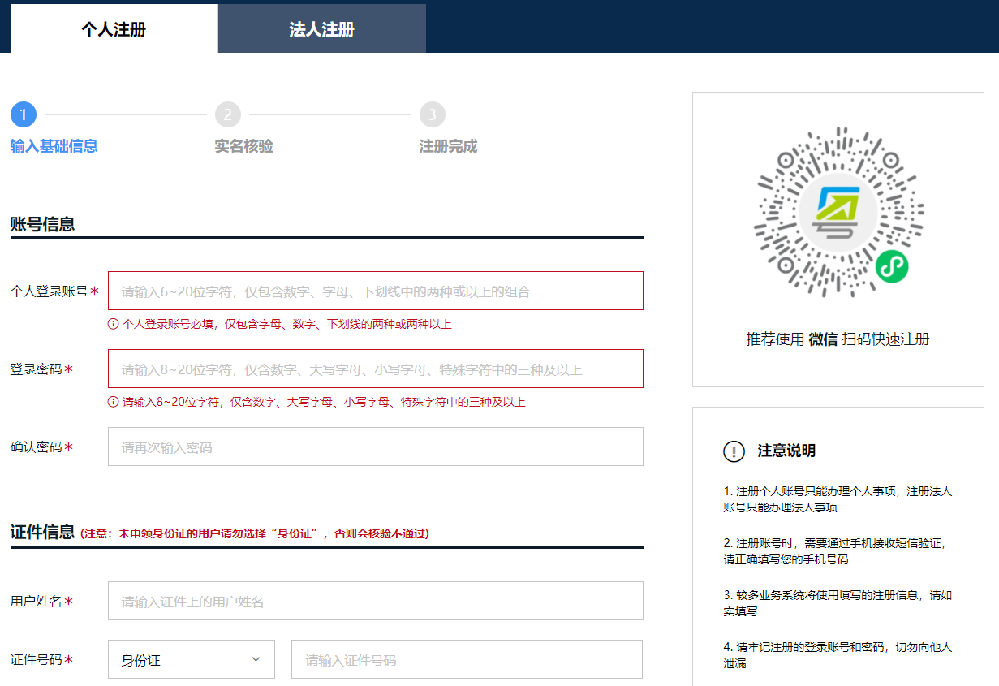 个人注册
法人注册
1
2
3
输入基础信息
实名核验
注册完成
账号信息
个人登录账号*
请输入6~20位字符，仅包含数字、字母、下划线中的两种或以上的组合
个人登录账号必填，仅包含字母、数字、下划线的两种或两种以上
登录密码*
请输入8~20位字符，仅含数字、大写字母、小写字母、特殊字符中的三种及以上
请输入8~20位字符，仅含数字、大写字母、小写字母、特殊字符中的三种及以上
确认密码*
请再次输入密码
证件信息 (注意：未申领身份证的用户请勿选择“身份证”，否则会核验不通过)
用户姓名*
请输入证件上的用户姓名
证件号码*
身份证
请输入证件号码
推荐使用 微信 扫码快速注册
注意说明
1. 注册个人账号只能办理个人事项，注册法人
账号只能办理法人事项
2. 注册账号时，需要通过手机接收短信验证，
请正确填写您的手机号码
3. 较多业务系统将使用填写的注册信息，请如
实填写
4. 请牢记注册的登录账号和密码，切勿向他人
泄漏